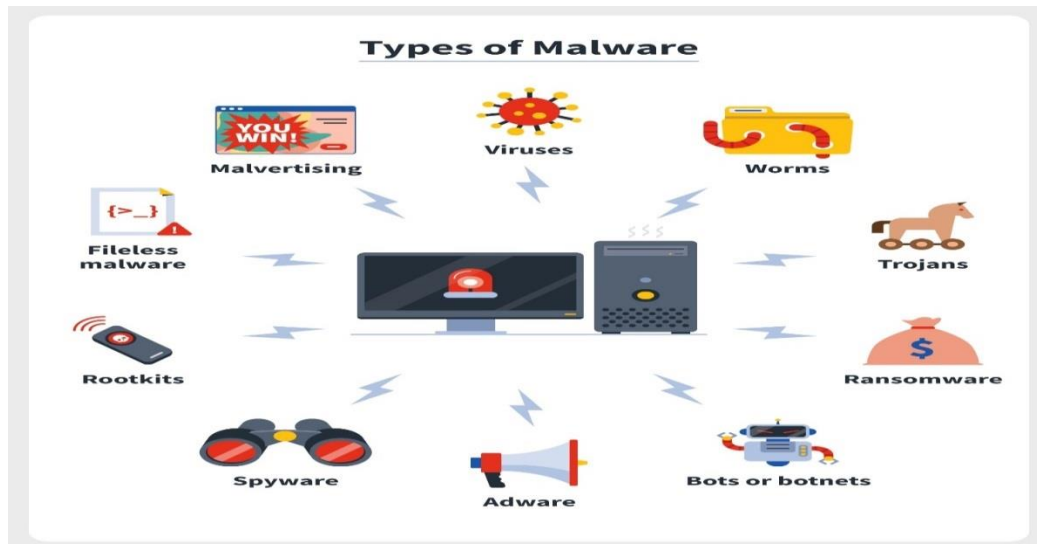 Types of Malware
YOU
WIN!
Malvertising
Viruses
Worms
{>_}
!
Fileless
malware
Trojans
Rootkits
$
Ransomware
Spyware
Adware
Bots or botnets